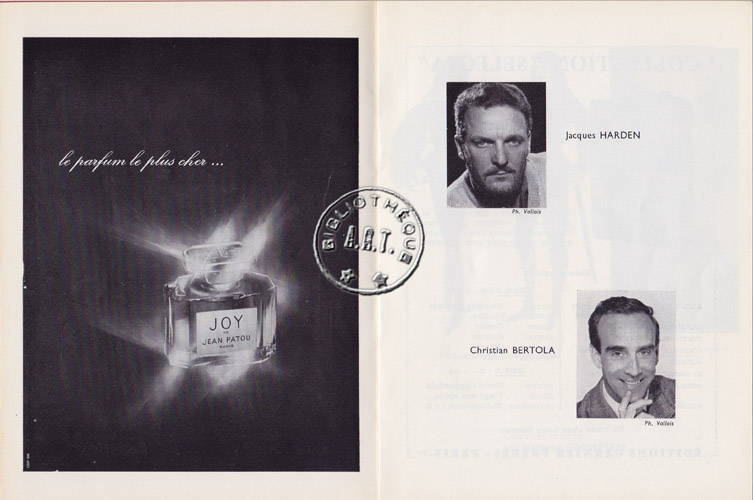 le parfum le plus cher ...
JOY
DE
JEAN PATOU
PARIS
BIBLIOTHÈQUE
A.R.T.
Jacques HARDEN
Ph. Vallois
Christian BERTOLA
Ph. Vallois